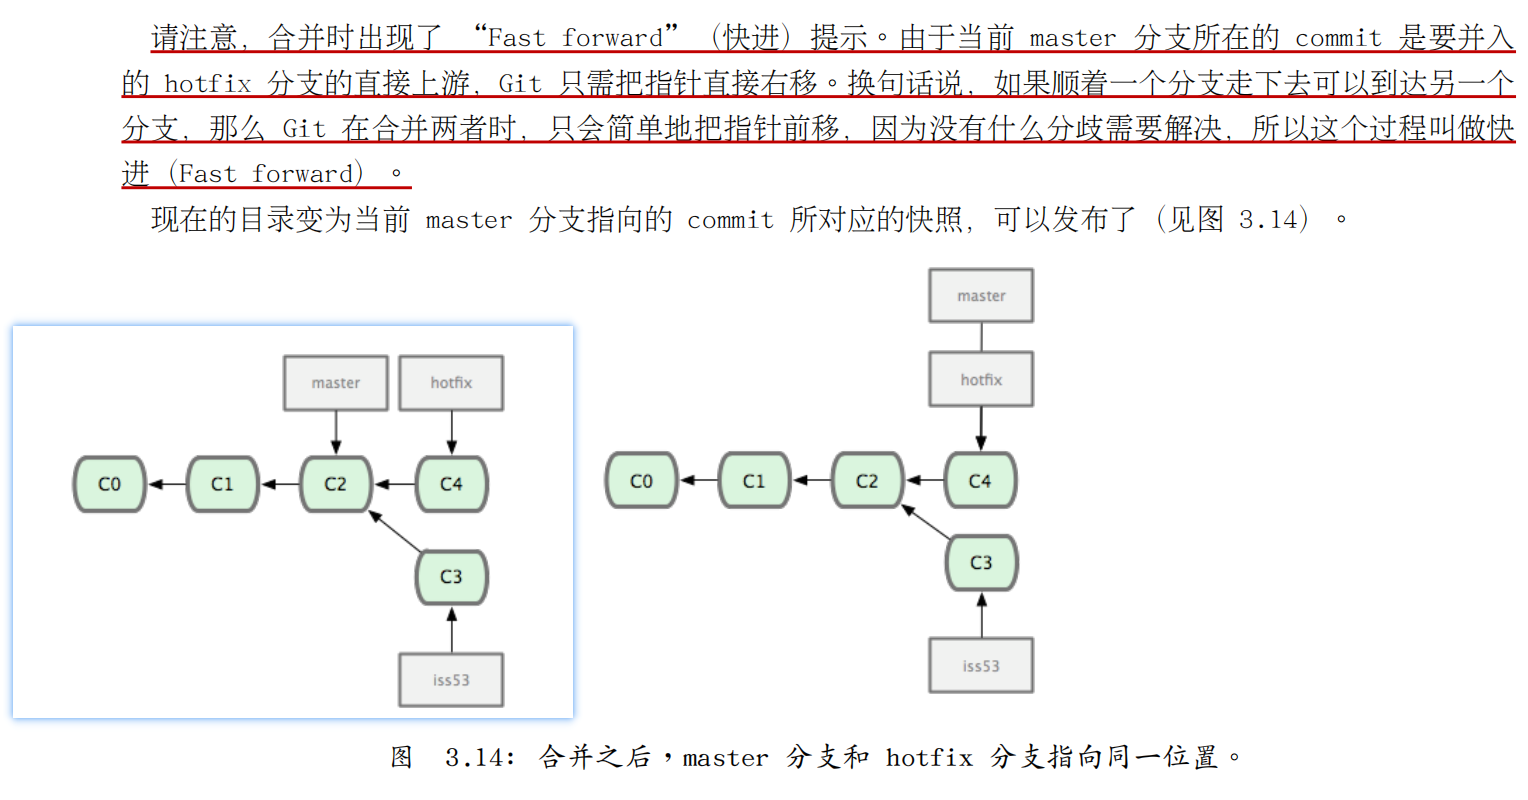 请注意，合并时出现了 “Fast forward”（快进）提示。由于当前 master 分支所在的 commit 是要并入
的 hotfix 分支的直接上游，Git 只需把指针直接右移。换句话说，如果顺着一个分支走下去可以到达另一个
分支，那么 Git 在合并两者时，只会简单地把指针前移，因为没有什么分歧需要解决，所以这个过程叫做快
进（Fast forward）。
现在的目录变为当前 master 分支指向的 commit 所对应的快照，可以发布了（见图 3.14）。
master hotfix
C0 C1 C2 C4
C3
iss53
master
hotfix
C0 C1 C2 C4
C3
iss53
图 3.14: 合并之后，master 分支和 hotfix 分支指向同一位置。